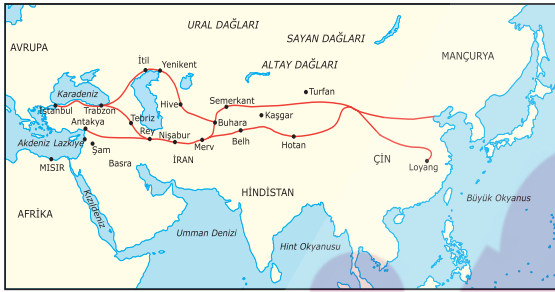 URAL DAĞLARI
SAYAN DAĞLARI
AVRUPA
İtil
Yenikent
ALTAY DAĞLARI
MANÇURYA
Karadeniz
Turfan
İstanbul
Trabzon
Hive
Semerkant
Antakya
Tebriz
Buhara
Kaşgar
Akdeniz
Lazkiye
Rey
Nişabur
Merv
Belh
Hotan
Şam
Basra
İRAN
ÇİN
Loyang
MISIR
Kızıldeniz
HİNDİSTAN
Büyük Okyanus
AFRİKA
Umman Denizi
Hint Okyanusu